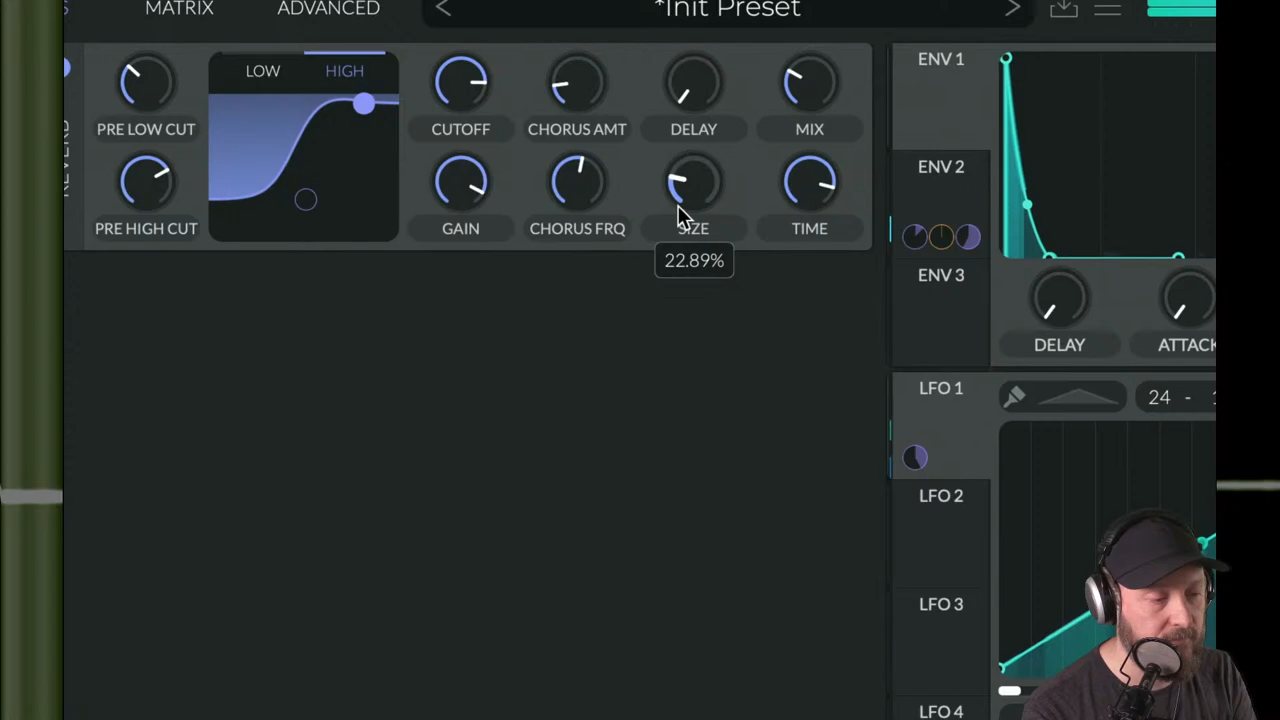 MATRIX
ADVANCED
*Init Preset
LOW
HIGH
PRE LOW CUT
CUTOFF
CHORUS AMT
DELAY
MIX
PRE HIGH CUT
GAIN
CHORUS FRQ
SIZE
TIME
22.89%
ENV 1
ENV 2
ENV 3
DELAY
ATTACK
LFO 1
24 -
LFO 2
LFO 3
LFO 4